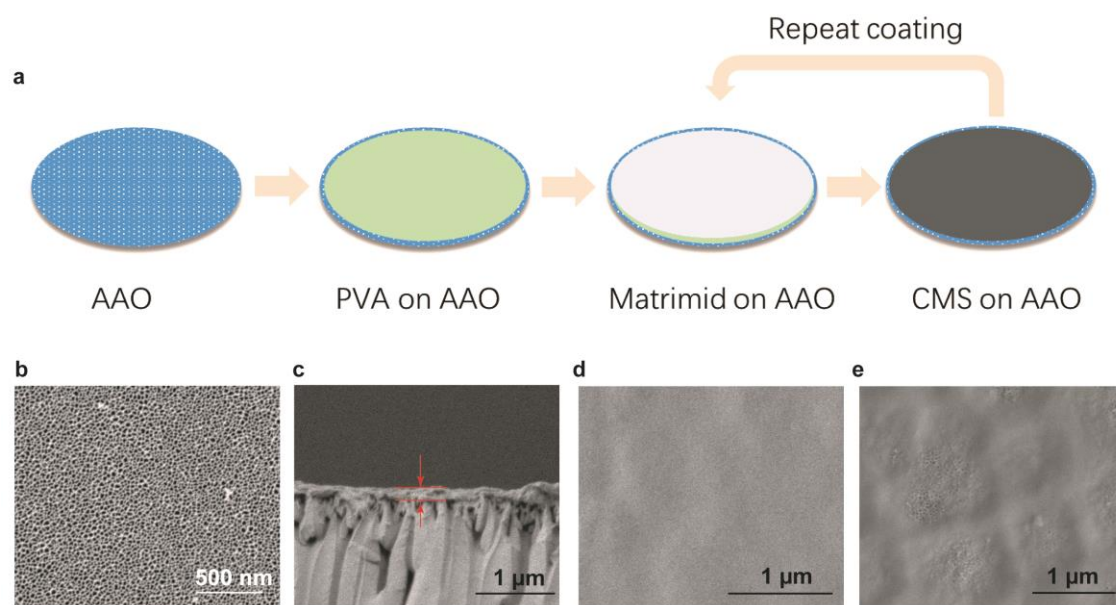 Repeat coating
a
AAO
PVA on AAO
Matrimid on AAO
CMS on AAO
b
c
d
e
500 nm
1 μm
1 μm
1 μm